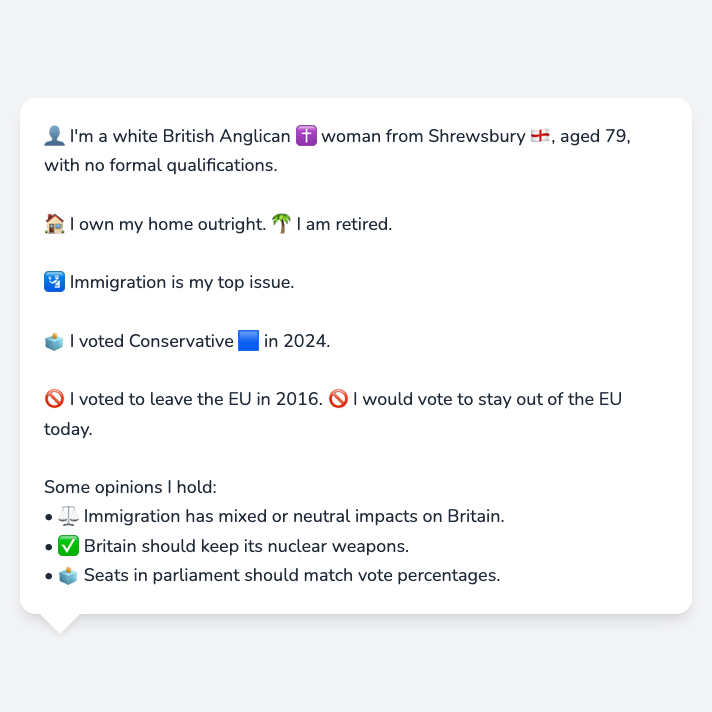 👤 I'm a white British Anglican ✝️ woman from Shrewsbury 🏴󠁧󠁢󠁥󠁮󠁧󠁿, aged 79,
with no formal qualifications.
🏠 I own my home outright. 🌴 I am retired.
🛂 Immigration is my top issue.
🗳️ I voted Conservative 🟦 in 2024.
🚫 I voted to leave the EU in 2016. 🚫 I would vote to stay out of the EU
today.
Some opinions I hold:
• ⚖️ Immigration has mixed or neutral impacts on Britain.
• ✅ Britain should keep its nuclear weapons.
• 🗳️ Seats in parliament should match vote percentages.